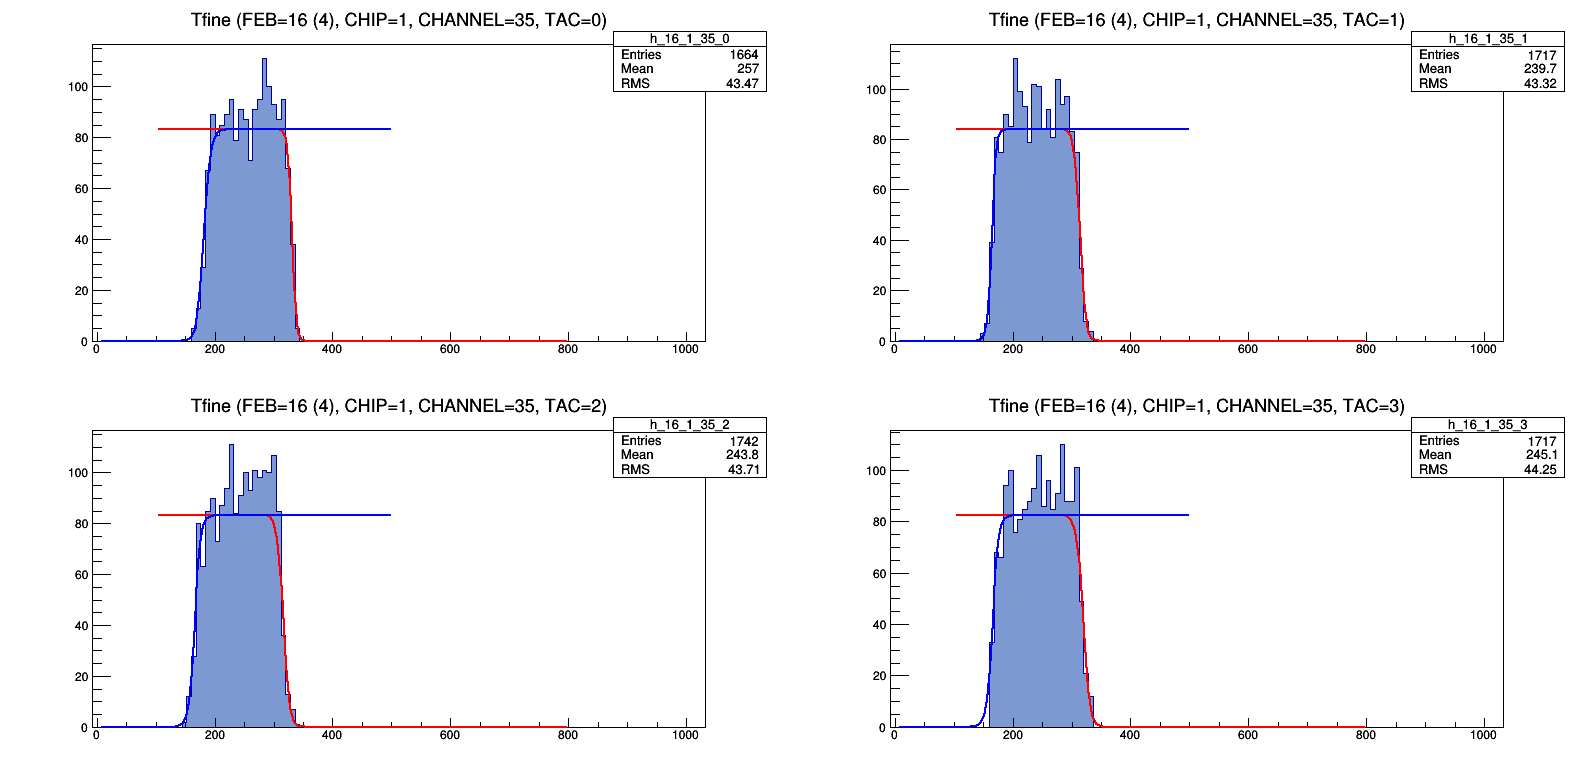 Tfine (FEB=16 (4), CHIP=1, CHANNEL=35, TAC=0)
h_16_1_35_0
Entries 1664
Mean 257
RMS 43.47
100
80
60
40
20
0
0 200 400 600 800 1000
Tfine (FEB=16 (4), CHIP=1, CHANNEL=35, TAC=1)
h_16_1_35_1
Entries 1717
Mean 239.7
RMS 43.32
100
80
60
40
20
0
0 200 400 600 800 1000
Tfine (FEB=16 (4), CHIP=1, CHANNEL=35, TAC=2)
h_16_1_35_2
Entries 1742
Mean 243.8
RMS 43.71
100
80
60
40
20
0
0 200 400 600 800 1000
Tfine (FEB=16 (4), CHIP=1, CHANNEL=35, TAC=3)
h_16_1_35_3
Entries 1717
Mean 245.1
RMS 44.25
100
80
60
40
20
0
0 200 400 600 800 1000